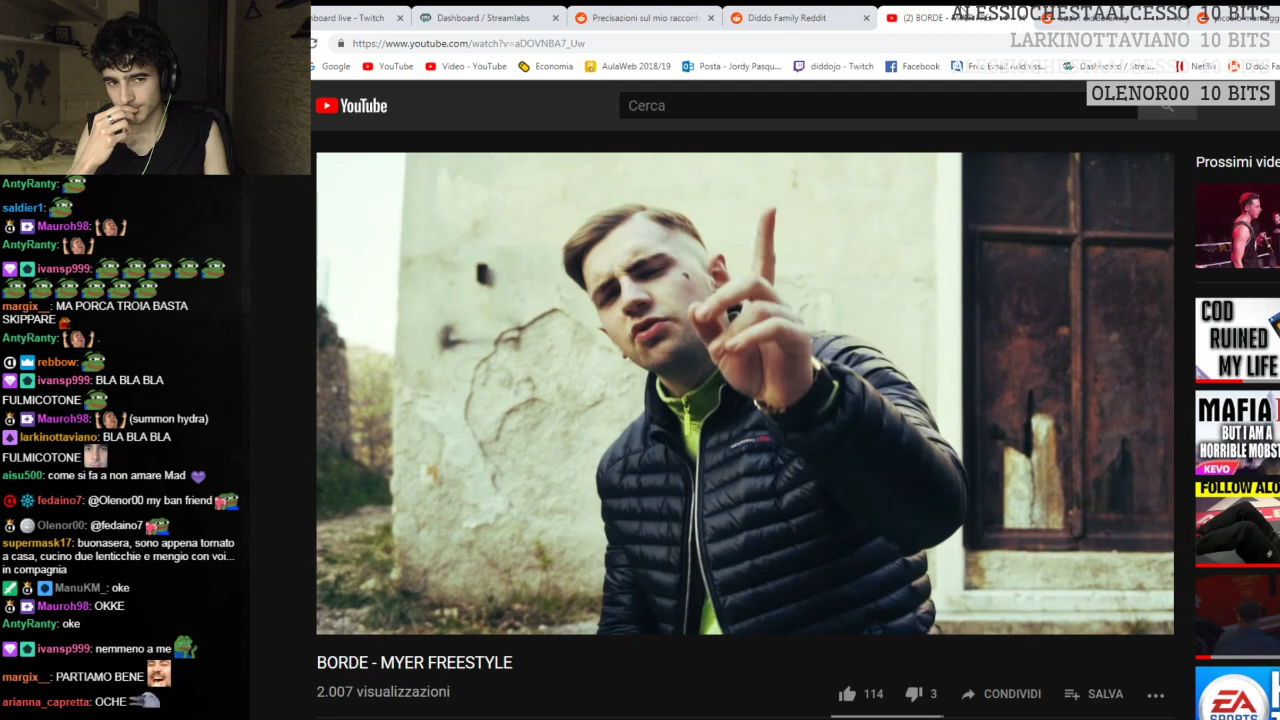 nboard live - Twitch
Dashboard / Streamlabs
Precisazioni sul mio raccont
Diddo Family Reddit
(2) BORDE -
ALESSIOCHESTAALCESSO 10 BITS
LARKINOTTAVIANO 10 BITS
OLENOR00 10 BITS
https://www.youtube.com/watch?v=aDOVNBA7_Uw
Google
YouTube
Video - YouTube
Economia
AulaWeb 2018/19
Posta - Jordy Pasqu...
diddojo - Twitch
Facebook
YouTube
Cerca
Prossimi vide
COD
RUINED
MY LIFE
MAFIA
BUT I AM A
HORRIBLE MOBST
KEVO
FOLLOW ALO
EA
SPORTS
AntyRanty:
saldier1:
Mauroh98:
AntyRanty:
ivansp999:
margix__: MA PORCA TROIA BASTA
SKIPPARE
AntyRanty: .
rebbow:
ivansp999: BLA BLA BLA
FULMICOTONE
Mauroh98: (summon hydra)
larkinottaviano: BLA BLA BLA
FULMICOTONE
aisu500: come si fa a non amare Mad
fedaino7: @Olenor00 my ban friend
Olenor00: @fedaino7
supermask17: buonasera, sono appena tornato
a casa, cucino due lenticchie e mengio con voi...
in compagnia
ManuKM_: oke
Mauroh98: OKKE
AntyRanty: oke
ivansp999: nemmeno a me
margix__: PARTIAMO BENE
arianna_capretta: OCHE
BORDE - MYER FREESTYLE
2.007 visualizzazioni
114
3
CONDIVIDI
SALVA